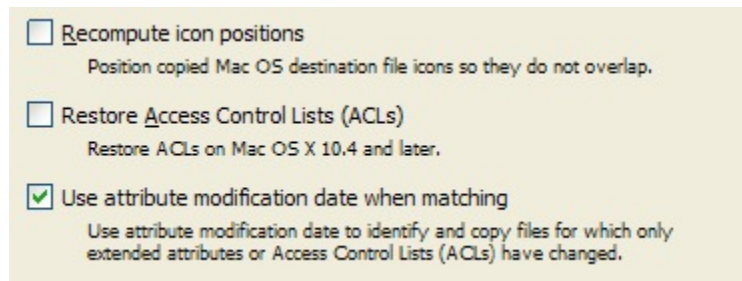 Recompute icon positions
Position copied Mac OS destination file icons so they do not overlap.
Restore Access Control Lists (ACLs)
Restore ACLs on Mac OS X 10.4 and later.
Use attribute modification date when matching
Use attribute modification date to identify and copy files for which only
extended attributes or Access Control Lists (ACLs) have changed.